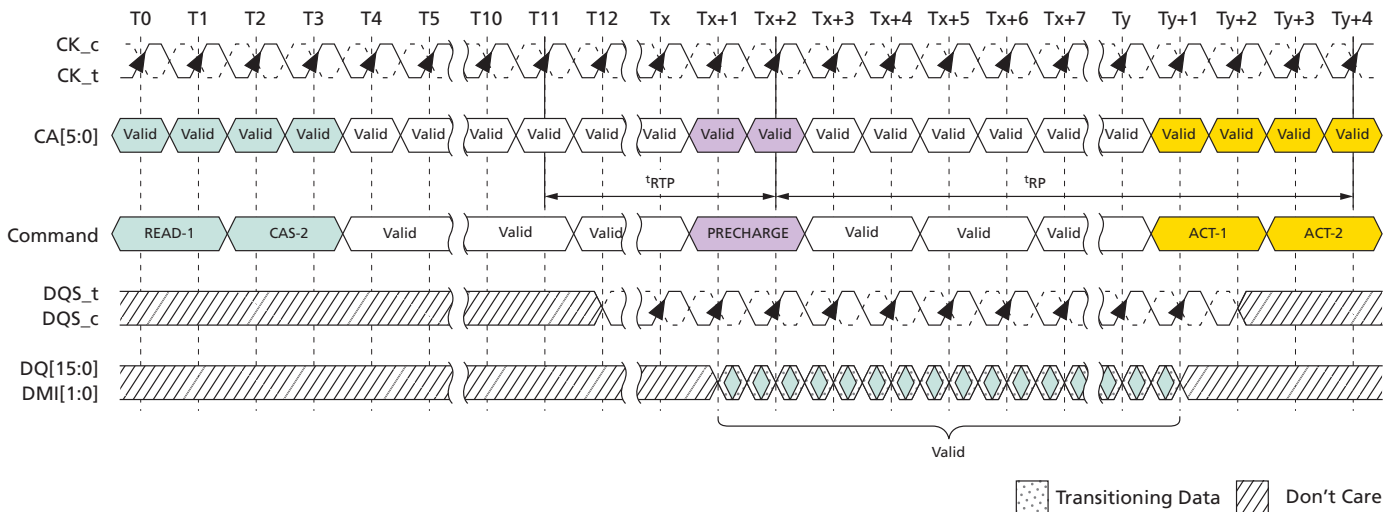 T0 T1 T2 T3 T4 T5 T10 T11 T12 Tx Tx+1 Tx+2 Tx+3 Tx+4 Tx+5 Tx+6 Tx+7 Ty Ty+1 Ty+2 Ty+3 Ty+4
CK_c
CK_t
CA[5:0] Valid Valid Valid Valid Valid Valid Valid Valid Valid Valid Valid Valid Valid Valid Valid Valid Valid Valid Valid Valid Valid Valid
tRTP tRP
Command READ-1 CAS-2 Valid Valid Valid PRECHARGE Valid Valid Valid ACT-1 ACT-2
DQS_t
DQS_c
DQ[15:0]
DMI[1:0]
Valid
Transitioning Data Don't Care